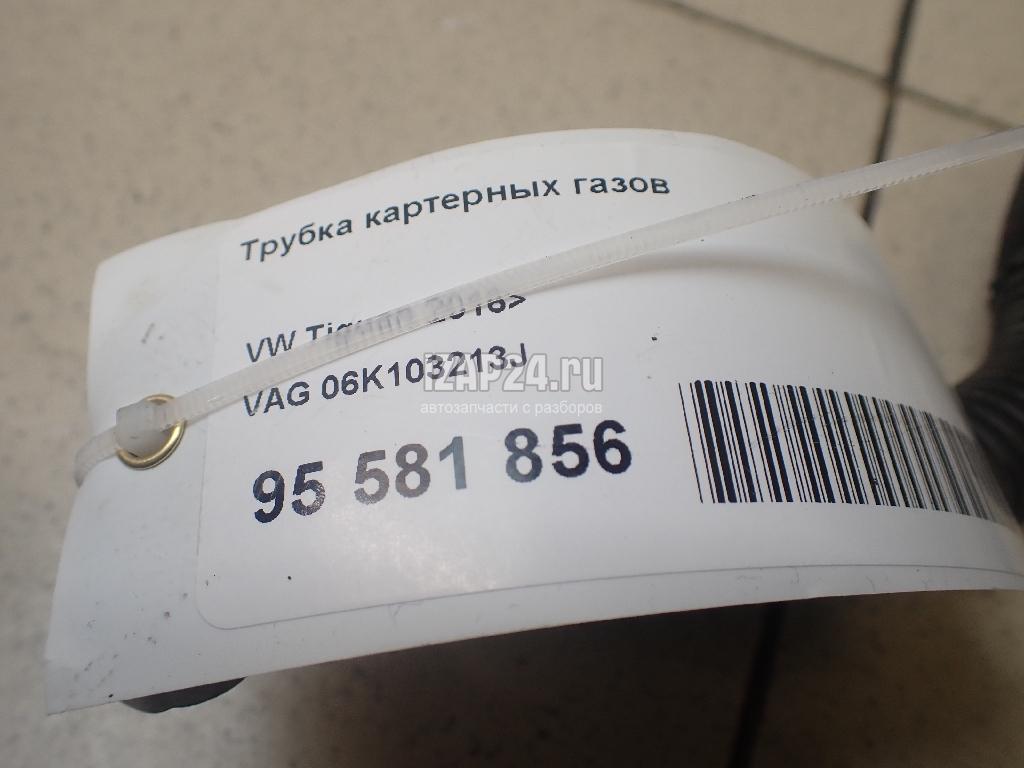 Трубка картерных газов
VW Tiguan 2016>
VAG 06K103213J
iZAP24.ru
автозапчасти с разборов
95 581 856